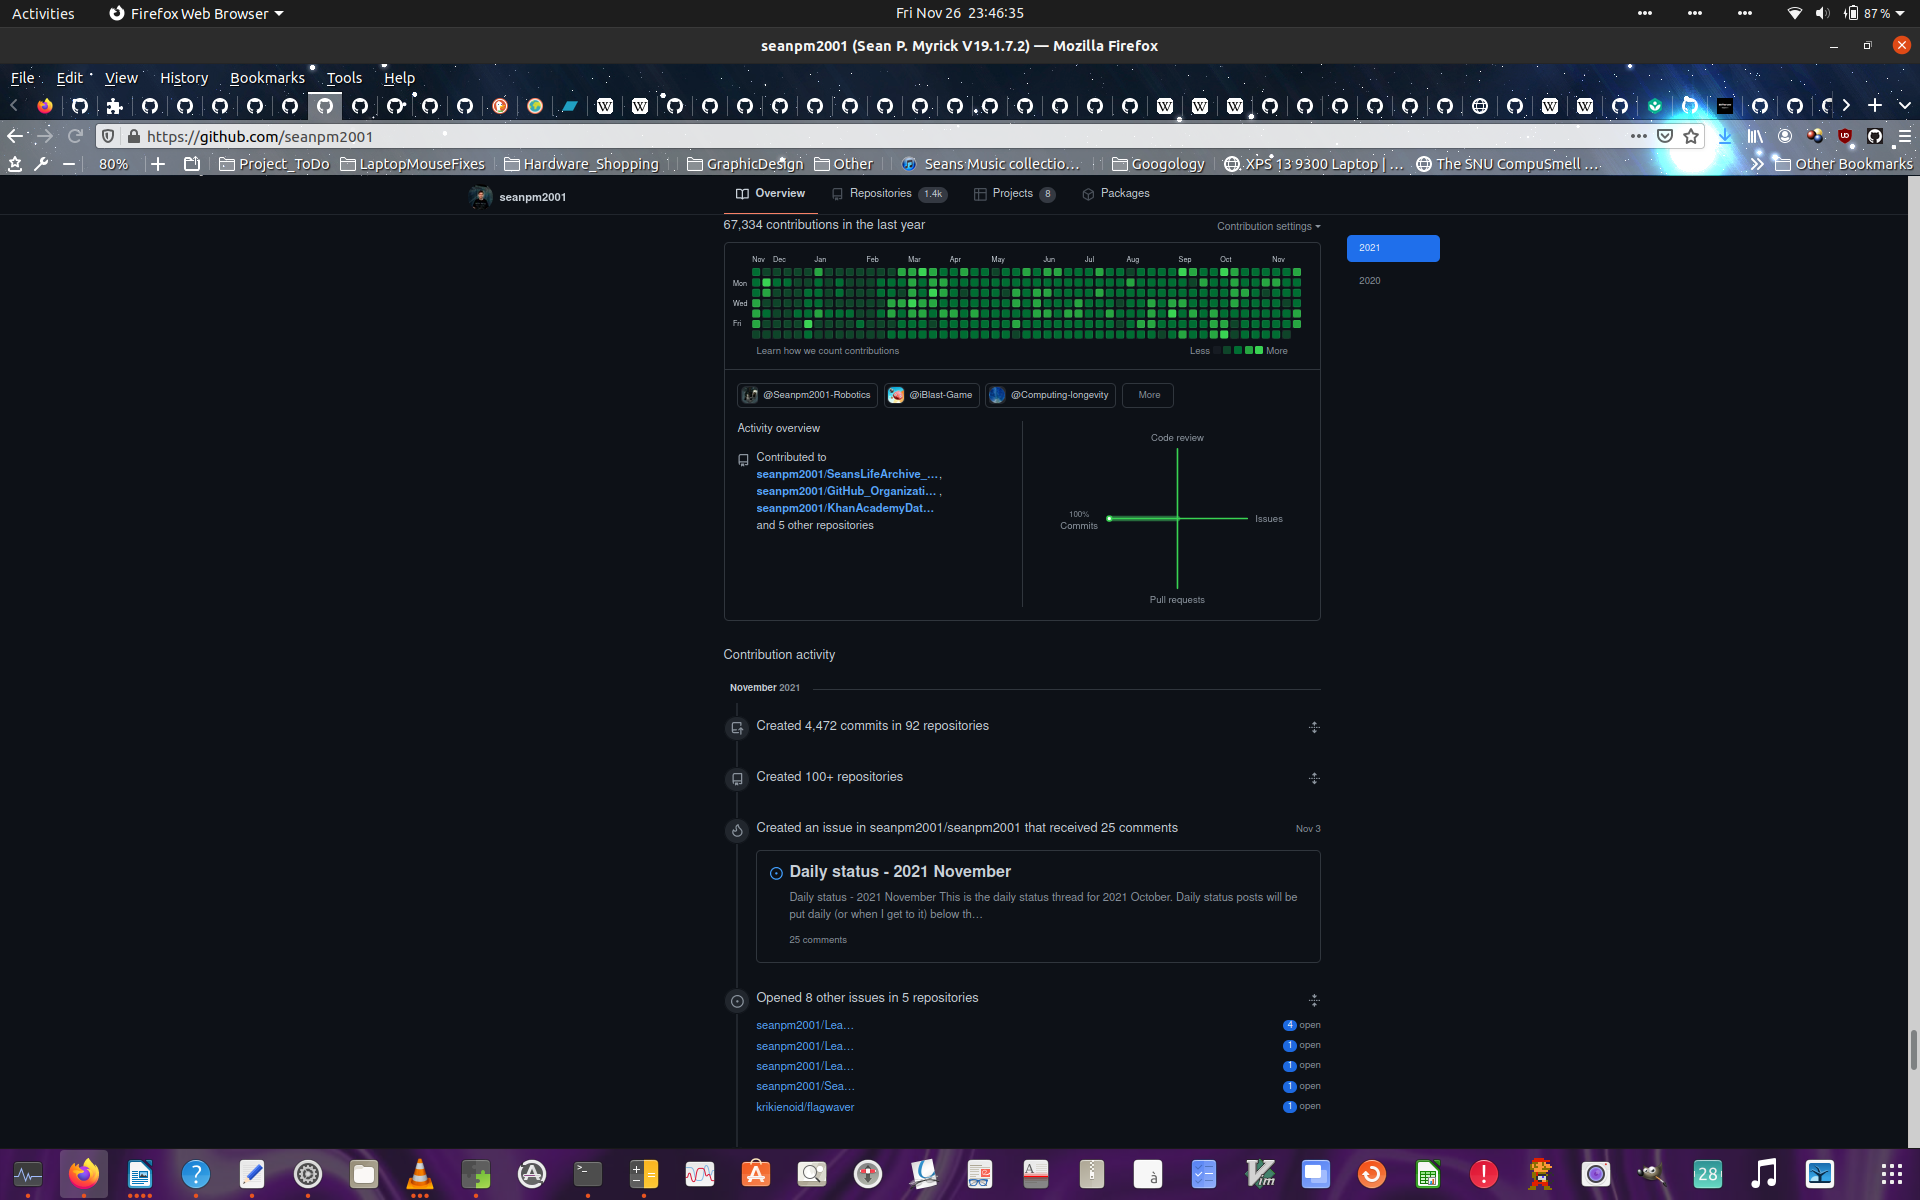 Activities
Firefox Web Browser
Fri Nov 26 23:46:35
87 %
seanpm2001 (Sean P. Myrick V19.1.7.2) — Mozilla Firefox
File Edit View History Bookmarks Tools Help
https://github.com/seanpm2001
80%
Project_ToDo
LaptopMouseFixes
Hardware_Shopping
GraphicDesign
Other
Seans Music collectio…
Googology
XPS 13 9300 Laptop | …
The SNU CompuSmell …
Other Bookmarks
seanpm2001
Overview
Repositories 1.4k
Projects 8
Packages
67,334 contributions in the last year
Contribution settings
2021
2020
Nov Dec Jan Feb Mar Apr May Jun Jul Aug Sep Oct Nov
Mon
Wed
Fri
Learn how we count contributions
Less More
@Seanpm2001-Robotics
@iBlast-Game
@Computing-longevity
More
Activity overview
Contributed to
seanpm2001/SeansLifeArchive_…,
seanpm2001/GitHub_Organizati… ,
seanpm2001/KhanAcademyDat…
and 5 other repositories
Code review
100%
Commits
Issues
Pull requests
Contribution activity
November 2021
Created 4,472 commits in 92 repositories
Created 100+ repositories
Created an issue in seanpm2001/seanpm2001 that received 25 comments
Nov 3
Daily status - 2021 November
Daily status - 2021 November This is the daily status thread for 2021 October. Daily status posts will be
put daily (or when I get to it) below th…
25 comments
Opened 8 other issues in 5 repositories
seanpm2001/Lea…
4 open
seanpm2001/Lea…
1 open
seanpm2001/Lea…
1 open
seanpm2001/Sea…
1 open
krikienoid/flagwaver
1 open
28